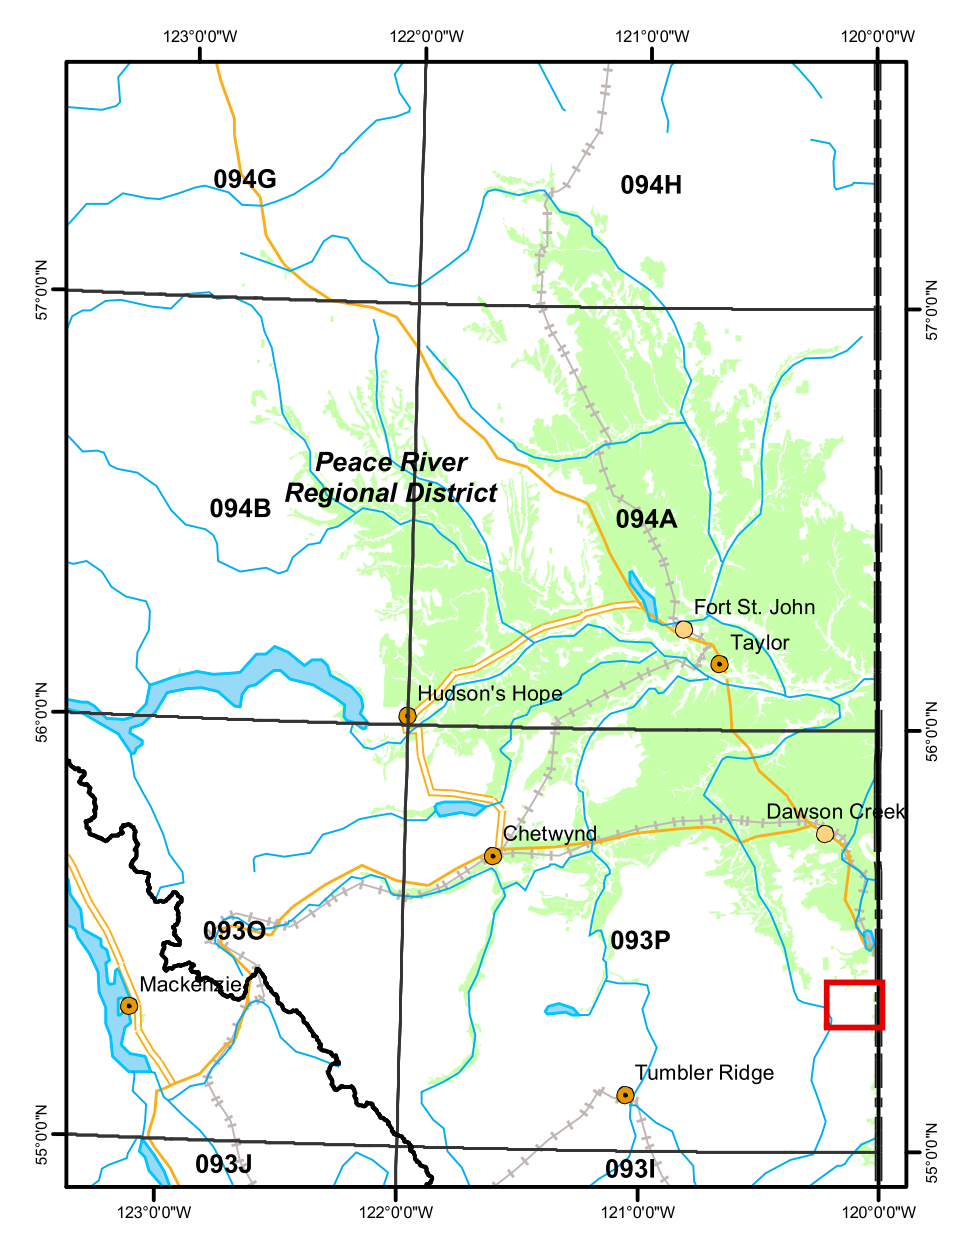 123°0'0"W
122°0'0"W
121°0'0"W
120°0'0"W
094G
094H
57°0'0"N
57°0'0"N
Peace River
Regional District
094B
094A
Fort St. John
Taylor
Hudson's Hope
56°0'0"N
56°0'0"N
Dawson Creek
Chetwynd
093O
093P
Mackenzie
Tumbler Ridge
55°0'0"N
55°0'0"N
093J
093I
123°0'0"W
122°0'0"W
121°0'0"W
120°0'0"W